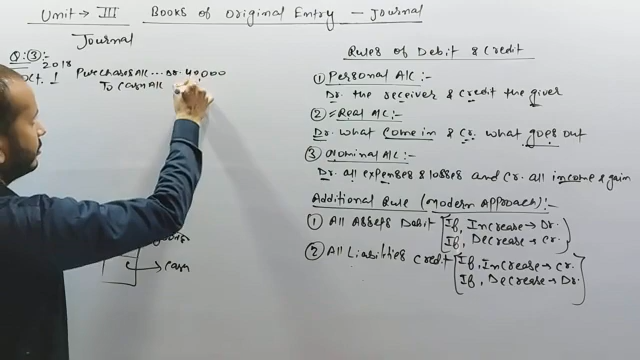 Unit → III Books of Original Entry - Journal
Journal
Q:③:-
2018
Oct. 1 Purchases A/C ... Dr. 40,000
To Cash A/C
Goods
Cash
Rules of Debit & Credit
① Personal A/C :-
Dr. the receiver & credit the giver
② Real A/C :-
Dr. what come in & Cr. what goes out
③ Nominal A/C :-
Dr. all expenses & losses and Cr. all income & gain
Additional Rule (Modern Approach) :-
① All Assets Debit [If, Increase → Dr.
If, Decrease → Cr.]
② All Liabilities Credit [If, Increase → Cr.
If, Decrease → Dr.]